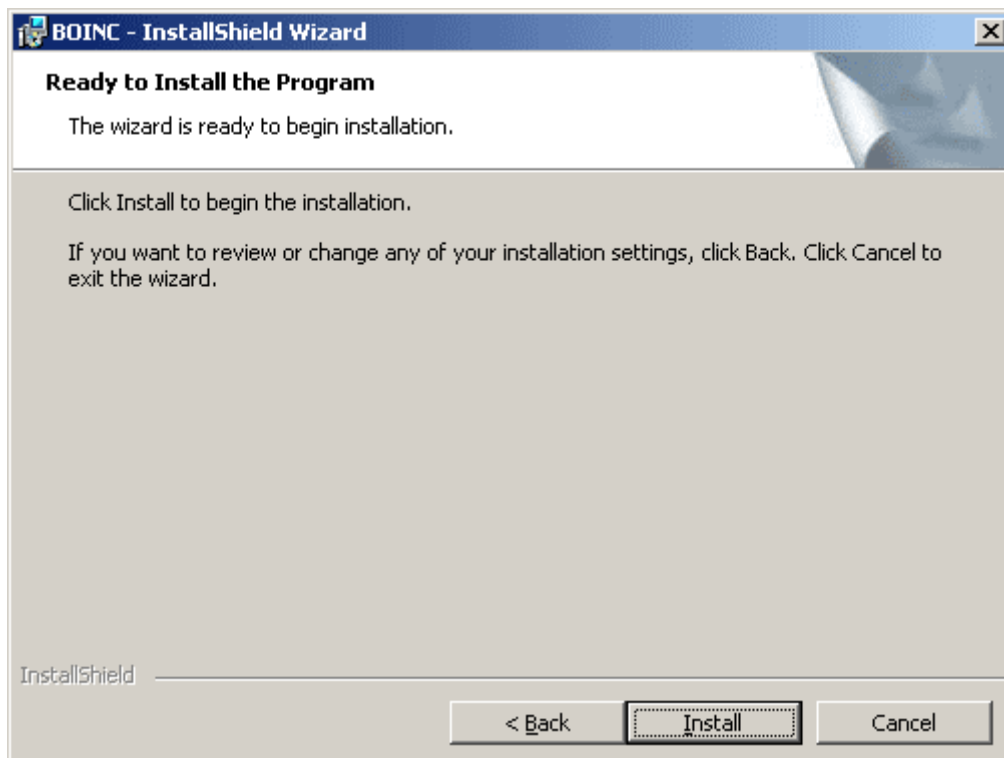 BOINC - InstallShield Wizard
Ready to Install the Program
The wizard is ready to begin installation.
Click Install to begin the installation.
If you want to review or change any of your installation settings, click Back. Click Cancel to
exit the wizard.
InstallShield
< Back
Install
Cancel